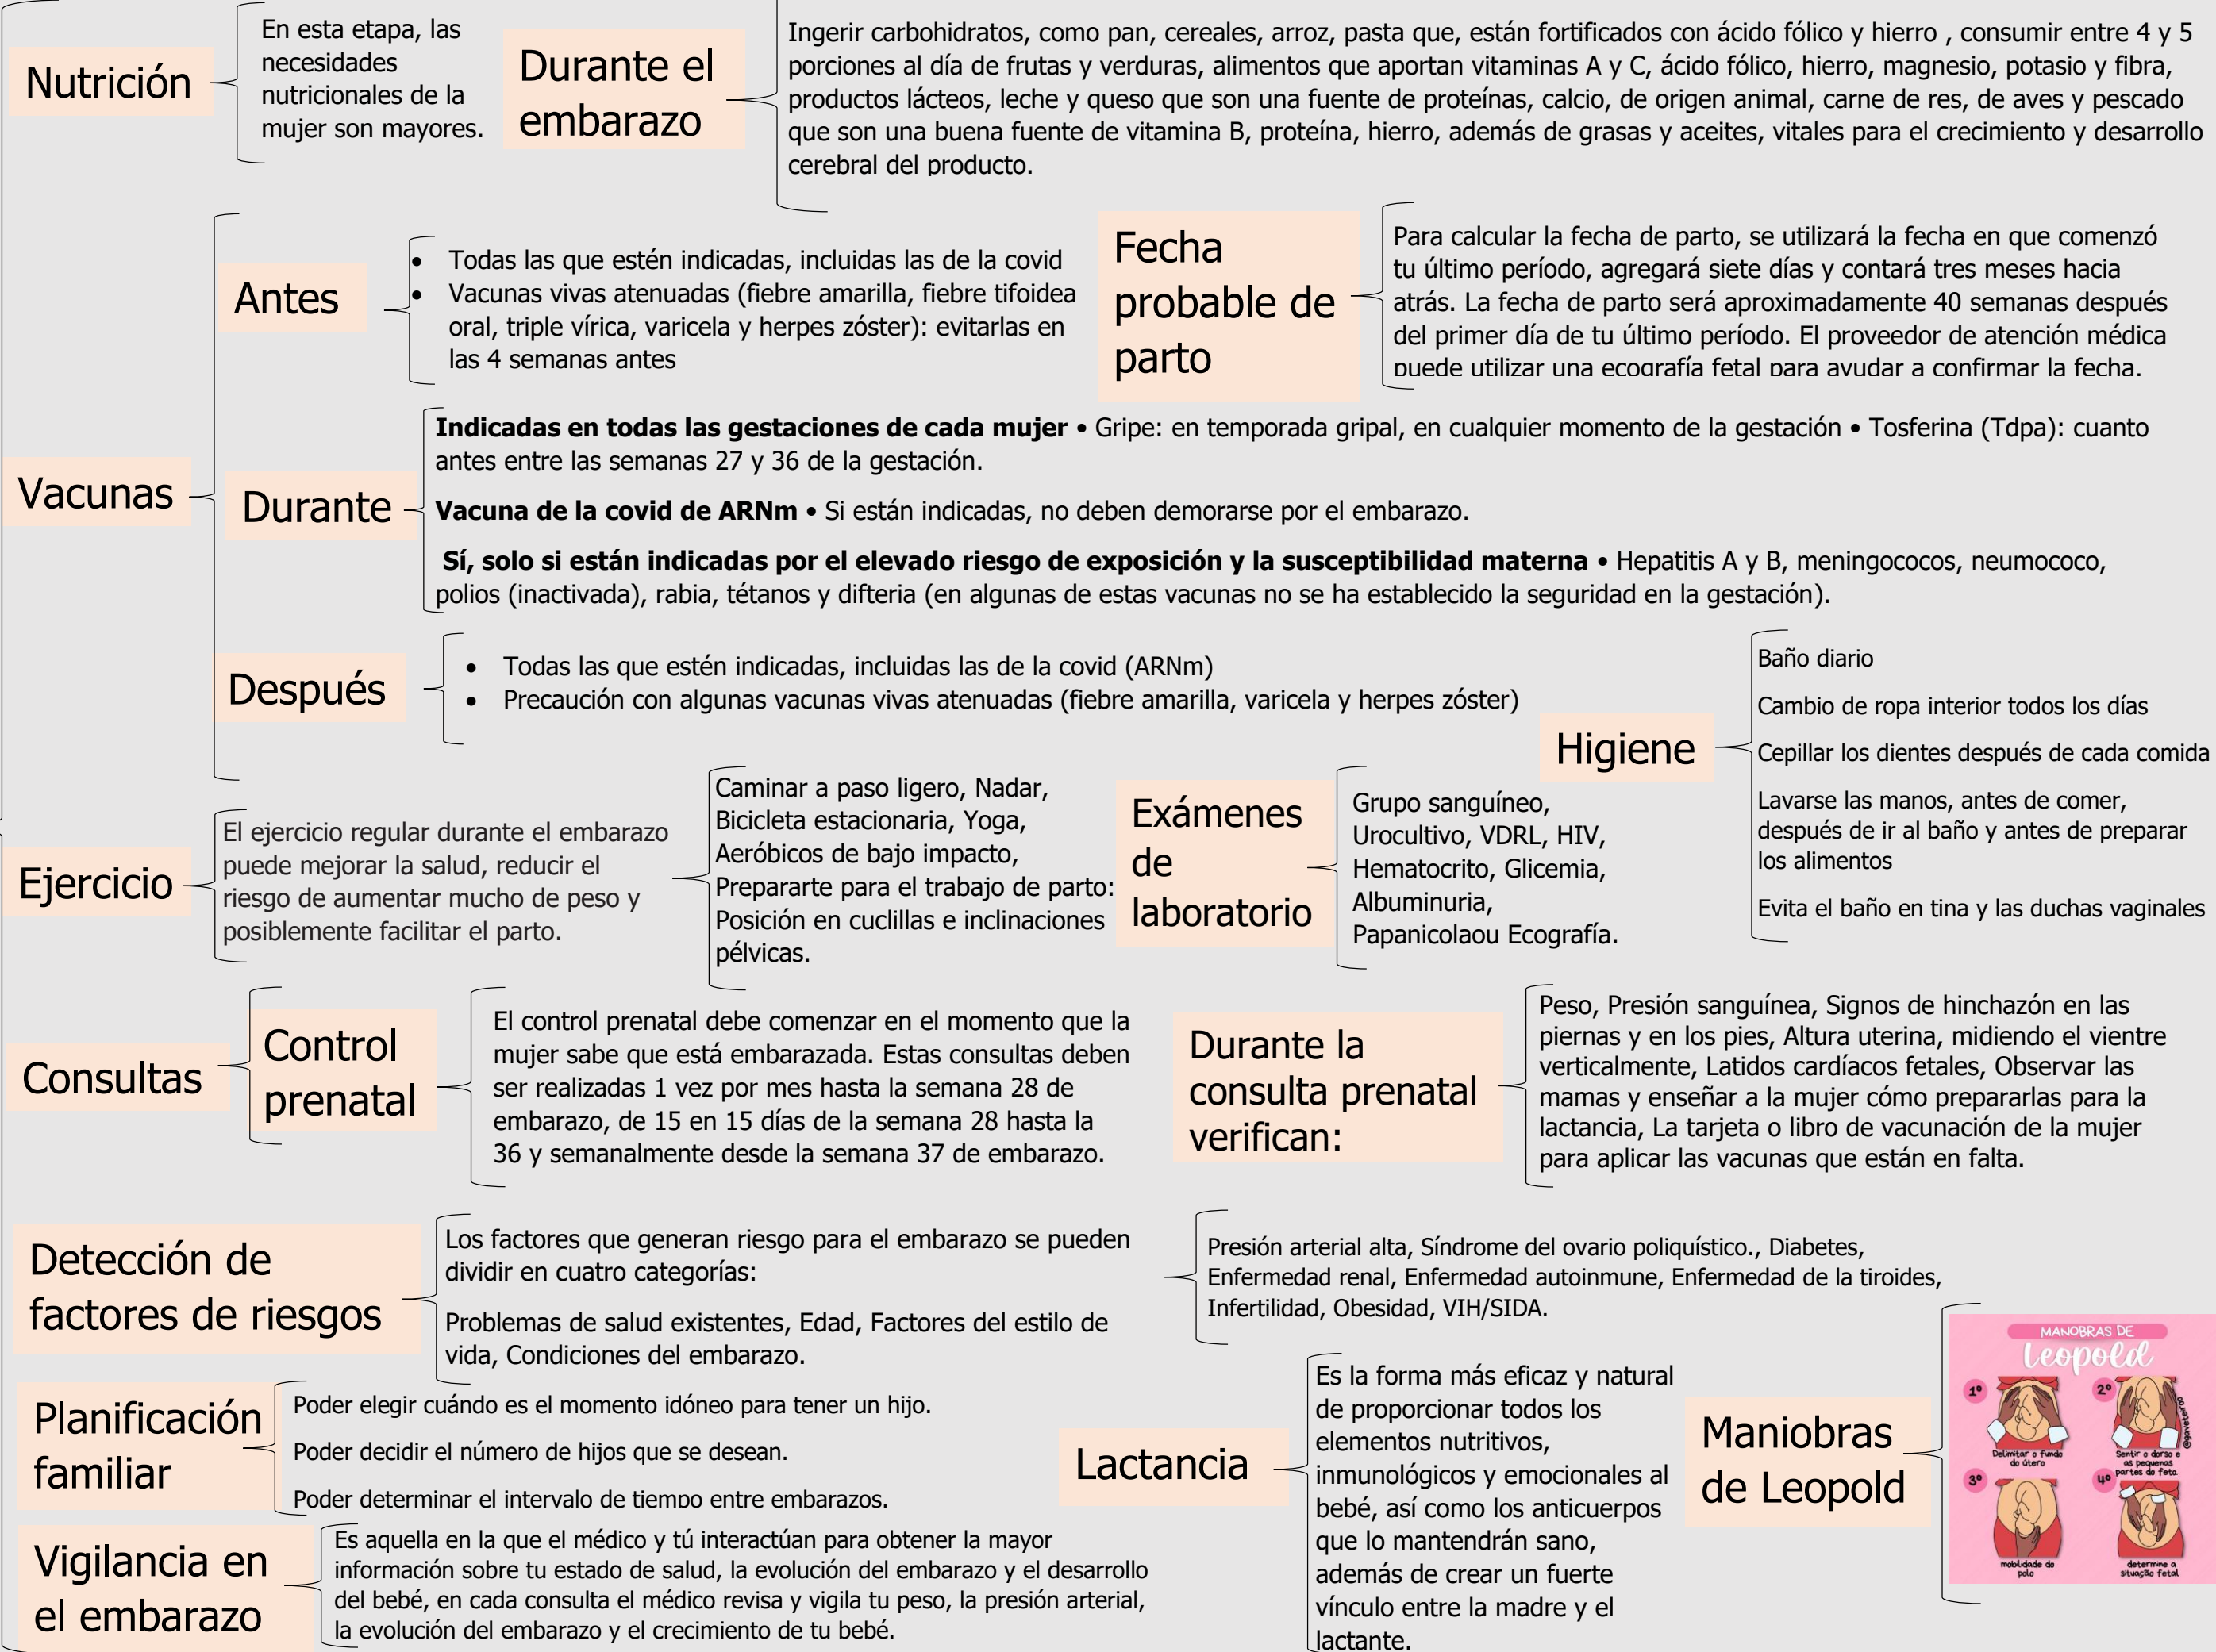 Nutrición
En esta etapa, las
necesidades
nutricionales de la
mujer son mayores.
Durante el
embarazo
Ingerir carbohidratos, como pan, cereales, arroz, pasta que, están fortificados con ácido fólico y hierro , consumir entre 4 y 5
porciones al día de frutas y verduras, alimentos que aportan vitaminas A y C, ácido fólico, hierro, magnesio, potasio y fibra,
productos lácteos, leche y queso que son una fuente de proteínas, calcio, de origen animal, carne de res, de aves y pescado
que son una buena fuente de vitamina B, proteína, hierro, además de grasas y aceites, vitales para el crecimiento y desarrollo
cerebral del producto.
Vacunas
Antes
• Todas las que estén indicadas, incluidas las de la covid
• Vacunas vivas atenuadas (fiebre amarilla, fiebre tifoidea
oral, triple vírica, varicela y herpes zóster): evitarlas en
las 4 semanas antes
Fecha
probable de
parto
Para calcular la fecha de parto, se utilizará la fecha en que comenzó
tu último período, agregará siete días y contará tres meses hacia
atrás. La fecha de parto será aproximadamente 40 semanas después
del primer día de tu último período. El proveedor de atención médica
puede utilizar una ecografía fetal para ayudar a confirmar la fecha.
Durante
Indicadas en todas las gestaciones de cada mujer • Gripe: en temporada gripal, en cualquier momento de la gestación • Tosferina (Tdpa): cuanto
antes entre las semanas 27 y 36 de la gestación.
Vacuna de la covid de ARNm • Si están indicadas, no deben demorarse por el embarazo.
Sí, solo si están indicadas por el elevado riesgo de exposición y la susceptibilidad materna • Hepatitis A y B, meningococos, neumococo,
polios (inactivada), rabia, tétanos y difteria (en algunas de estas vacunas no se ha establecido la seguridad en la gestación).
Después
• Todas las que estén indicadas, incluidas las de la covid (ARNm)
• Precaución con algunas vacunas vivas atenuadas (fiebre amarilla, varicela y herpes zóster)
Higiene
Baño diario
Cambio de ropa interior todos los días
Cepillar los dientes después de cada comida
Lavarse las manos, antes de comer,
después de ir al baño y antes de preparar
los alimentos
Evita el baño en tina y las duchas vaginales
Ejercicio
El ejercicio regular durante el embarazo
puede mejorar la salud, reducir el
riesgo de aumentar mucho de peso y
posiblemente facilitar el parto.
Caminar a paso ligero, Nadar,
Bicicleta estacionaria, Yoga,
Aeróbicos de bajo impacto,
Prepararte para el trabajo de parto:
Posición en cuclillas e inclinaciones
pélvicas.
Exámenes
de
laboratorio
Grupo sanguíneo,
Urocultivo, VDRL, HIV,
Hematocrito, Glicemia,
Albuminuria,
Papanicolaou Ecografía.
Consultas
Control
prenatal
El control prenatal debe comenzar en el momento que la
mujer sabe que está embarazada. Estas consultas deben
ser realizadas 1 vez por mes hasta la semana 28 de
embarazo, de 15 en 15 días de la semana 28 hasta la
36 y semanalmente desde la semana 37 de embarazo.
Durante la
consulta prenatal
verifican:
Peso, Presión sanguínea, Signos de hinchazón en las
piernas y en los pies, Altura uterina, midiendo el vientre
verticalmente, Latidos cardíacos fetales, Observar las
mamas y enseñar a la mujer cómo prepararlas para la
lactancia, La tarjeta o libro de vacunación de la mujer
para aplicar las vacunas que están en falta.
Detección de
factores de riesgos
Los factores que generan riesgo para el embarazo se pueden
dividir en cuatro categorías:
Problemas de salud existentes, Edad, Factores del estilo de
vida, Condiciones del embarazo.
Presión arterial alta, Síndrome del ovario poliquístico., Diabetes,
Enfermedad renal, Enfermedad autoinmune, Enfermedad de la tiroides,
Infertilidad, Obesidad, VIH/SIDA.
Planificación
familiar
Poder elegir cuándo es el momento idóneo para tener un hijo.
Poder decidir el número de hijos que se desean.
Poder determinar el intervalo de tiempo entre embarazos.
Lactancia
Es la forma más eficaz y natural
de proporcionar todos los
elementos nutritivos,
inmunológicos y emocionales al
bebé, así como los anticuerpos
que lo mantendrán sano,
además de crear un fuerte
vínculo entre la madre y el
lactante.
Maniobras
de Leopold
MANOBRAS DE
Leopold
1º
Delimitar o fundo
do útero
2º
Sentir o dorso e
as pequenas
partes do feto.
3º
mobilidade do
polo
4º
determine a
situação fetal
Vigilancia en
el embarazo
Es aquella en la que el médico y tú interactúan para obtener la mayor
información sobre tu estado de salud, la evolución del embarazo y el desarrollo
del bebé, en cada consulta el médico revisa y vigila tu peso, la presión arterial,
la evolución del embarazo y el crecimiento de tu bebé.